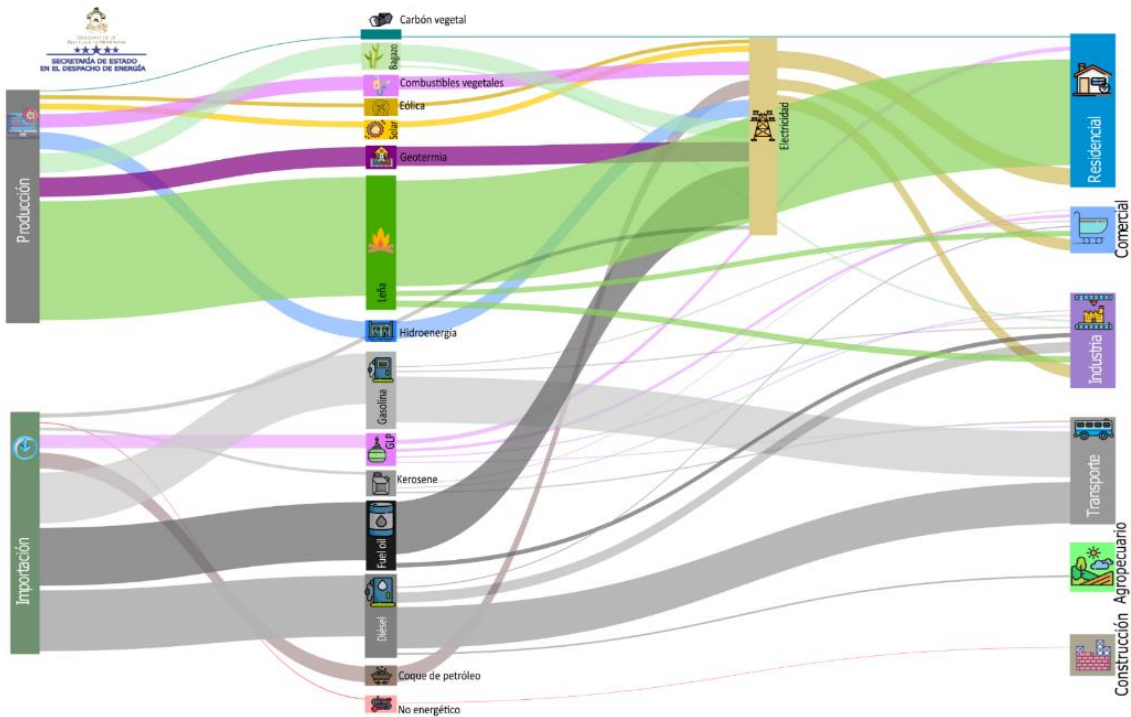 SECRETARÍA DE ESTADO
EN EL DESPACHO DE ENERGÍA
Carbón vegetal
Bagazo
Combustibles vegetales
Eólica
Solar
Geotermia
Leña
Hidroenergía
Gasolina
GLP
Kerosene
Fuel oil
Diésel
Coque de petróleo
No energético
Producción
Importación
Electricidad
Residencial
Comercial
Industria
Transporte
Agropecuario
Construcción